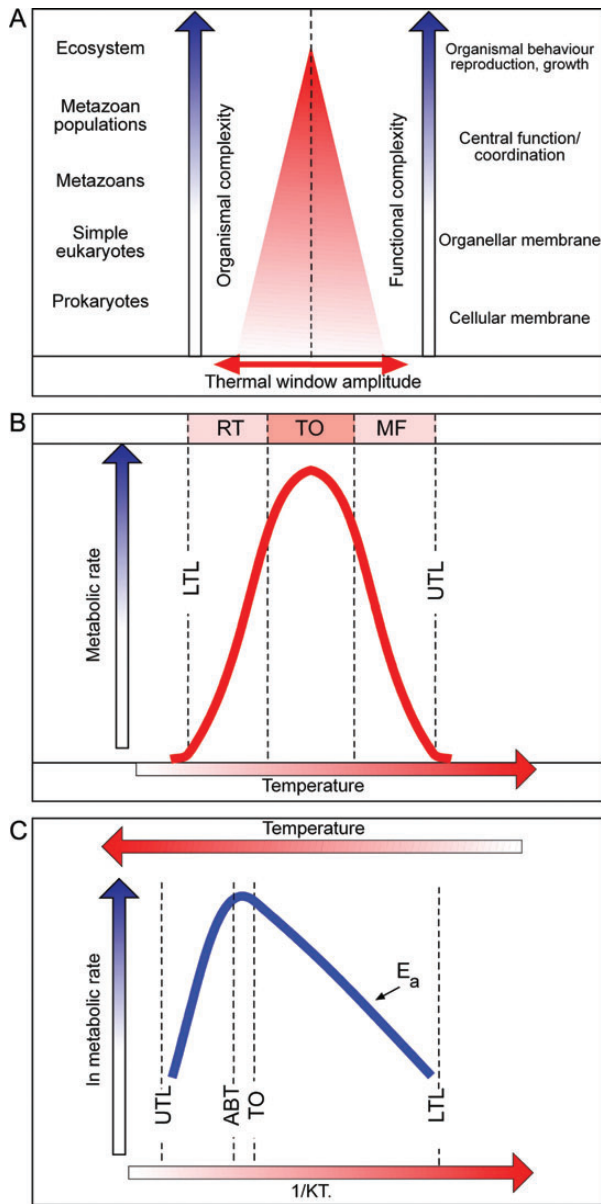 A
Ecosystem
Metazoan
populations
Metazoans
Simple
eukaryotes
Prokaryotes
Organismal complexity
Functional complexity
Organismal behaviour
reproduction, growth
Central function/
coordination
Organellar membrane
Cellular membrane
Thermal window amplitude
B
RT TO MF
Metabolic rate
LTL
UTL
Temperature
C
Temperature
ln metabolic rate
Ea
UTL
ABT
TO
LTL
1/KT.